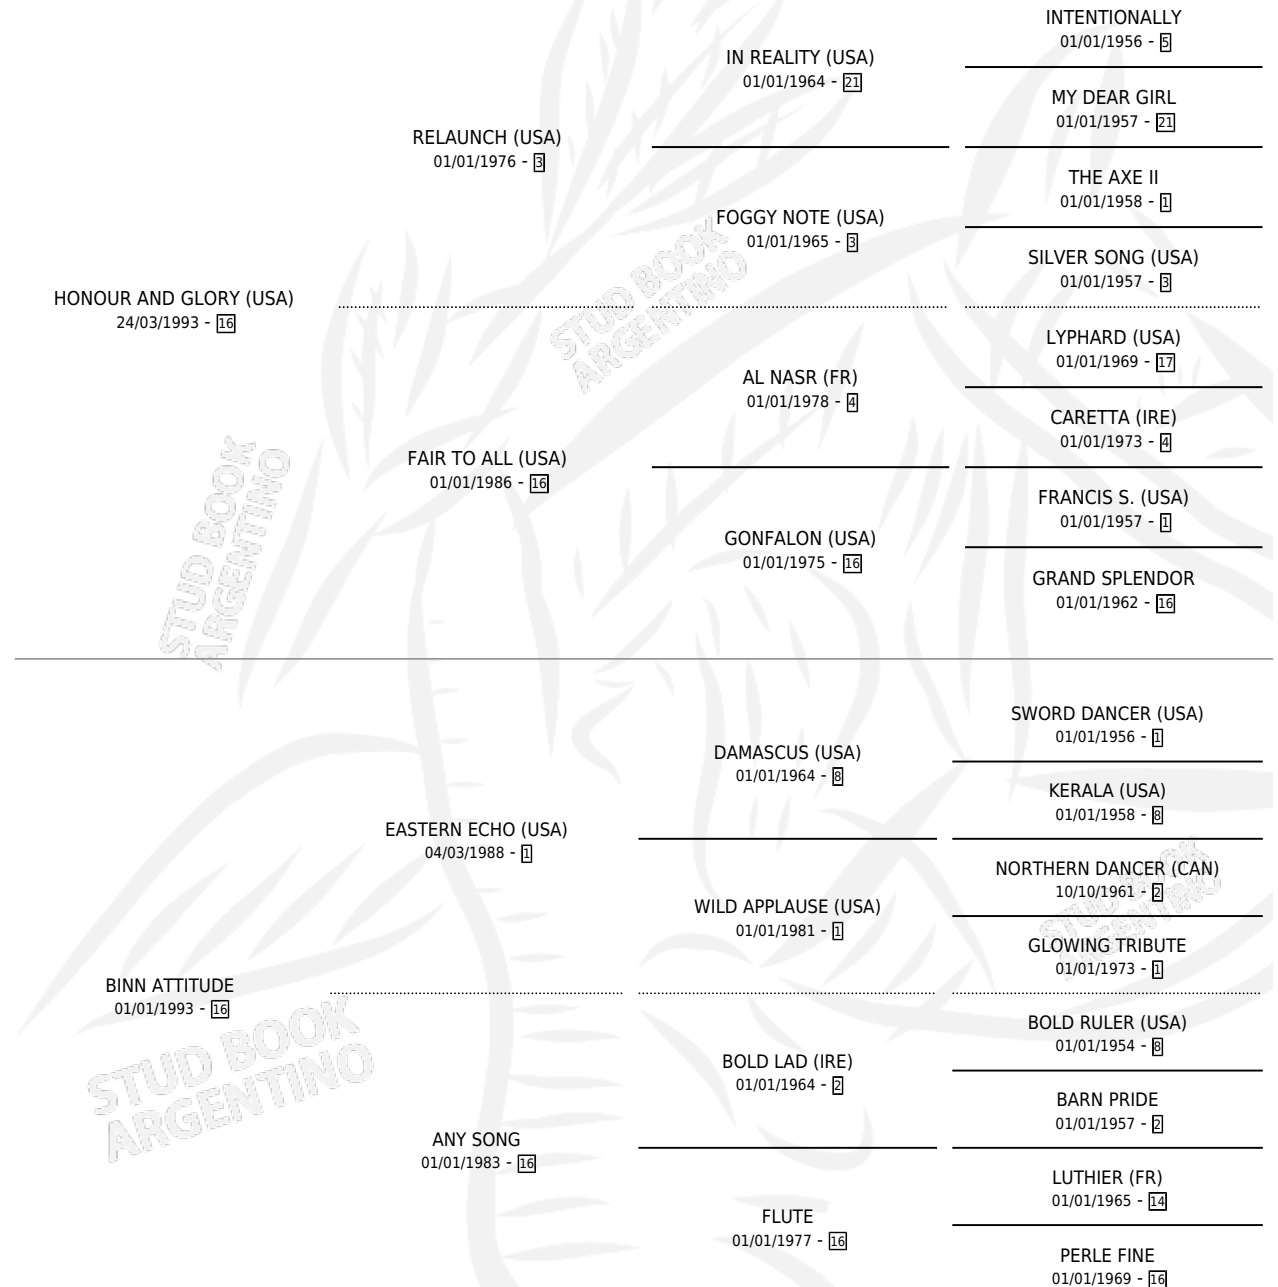 INTENTIONALLY
01/01/1956 - 5
IN REALITY (USA)
01/01/1964 - 21
MY DEAR GIRL
01/01/1957 - 21
RELAUNCH (USA)
01/01/1976 - 3
THE AXE II
01/01/1958 - 1
FOGGY NOTE (USA)
01/01/1965 - 3
SILVER SONG (USA)
01/01/1957 - 3
HONOUR AND GLORY (USA)
24/03/1993 - 16
LYPHARD (USA)
01/01/1969 - 17
AL NASR (FR)
01/01/1978 - 4
CARETTA (IRE)
01/01/1973 - 4
FAIR TO ALL (USA)
01/01/1986 - 16
FRANCIS S. (USA)
01/01/1957 - 1
GONFALON (USA)
01/01/1975 - 16
GRAND SPLENDOR
01/01/1962 - 16
STUD BOOK
ARGENTINO
STUD BOOK
ARGENTINO
SWORD DANCER (USA)
01/01/1956 - 1
DAMASCUS (USA)
01/01/1964 - 8
KERALA (USA)
01/01/1958 - 8
EASTERN ECHO (USA)
04/03/1988 - 1
NORTHERN DANCER (CAN)
10/10/1961 - 2
WILD APPLAUSE (USA)
01/01/1981 - 1
GLOWING TRIBUTE
01/01/1973 - 1
STUD BOOK
ARGENTINO
BINN ATTITUDE
01/01/1993 - 16
BOLD RULER (USA)
01/01/1954 - 8
BOLD LAD (IRE)
01/01/1964 - 2
BARN PRIDE
01/01/1957 - 2
STUD BOOK
ARGENTINO
ANY SONG
01/01/1983 - 16
LUTHIER (FR)
01/01/1965 - 14
FLUTE
01/01/1977 - 16
PERLE FINE
01/01/1969 - 16